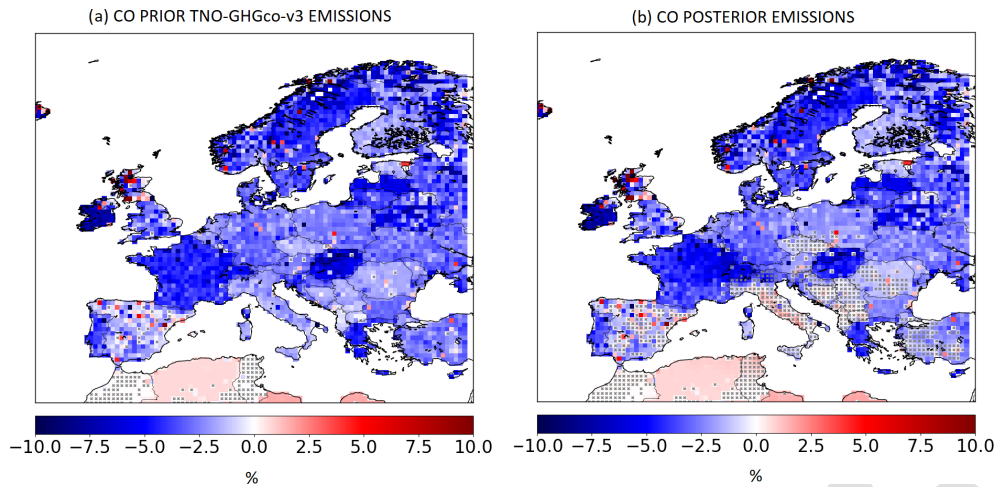 (a) CO PRIOR TNO-GHGco-v3 EMISSIONS
(b) CO POSTERIOR EMISSIONS
−10.0 −7.5 −5.0 −2.5 0.0 2.5 5.0 7.5 10.0
%
−10.0 −7.5 −5.0 −2.5 0.0 2.5 5.0 7.5 10.0
%